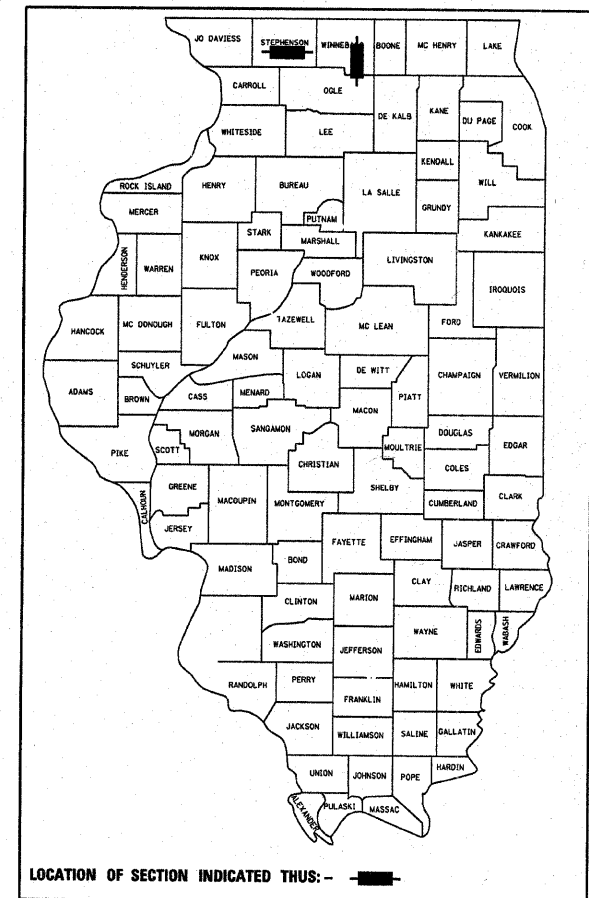 JO DAVIESS
STEPHENSON
WINNEBA
BOONE
MC HENRY
LAKE
CARROLL
OGLE
DE KALB
KANE
DU PAGE
COOK
WHITESIDE
LEE
KENDALL
WILL
ROCK ISLAND
HENRY
BUREAU
LA SALLE
GRUNDY
MERCER
PUTNAM
KANKAKEE
STARK
MARSHALL
HENDERSON
WARREN
KNOX
PEORIA
WOODFORD
LIVINGSTON
IROQUOIS
HANCOCK
MC DONOUGH
FULTON
TAZEWELL
MC LEAN
FORD
SCHUYLER
MASON
LOGAN
DE WITT
CHAMPAIGN
VERMILION
ADAMS
BROWN
CASS
MENARD
MACON
PIATT
PIKE
SCOTT
MORGAN
SANGAMON
MOULTRIE
DOUGLAS
EDGAR
CHRISTIAN
COLES
CALHOUN
GREENE
MACOUPIN
MONTGOMERY
SHELBY
CUMBERLAND
CLARK
JERSEY
FAYETTE
EFFINGHAM
JASPER
CRAWFORD
MADISON
BOND
CLAY
RICHLAND
LAWRENCE
CLINTON
MARION
WAYNE
EDWARDS
WABASH
WASHINGTON
JEFFERSON
RANDOLPH
PERRY
HAMILTON
WHITE
FRANKLIN
JACKSON
WILLIAMSON
SALINE
GALLATIN
UNION
JOHNSON
POPE
HARDIN
ALEXANDER
PULASKI
MASSAC
LOCATION OF SECTION INDICATED THUS: -